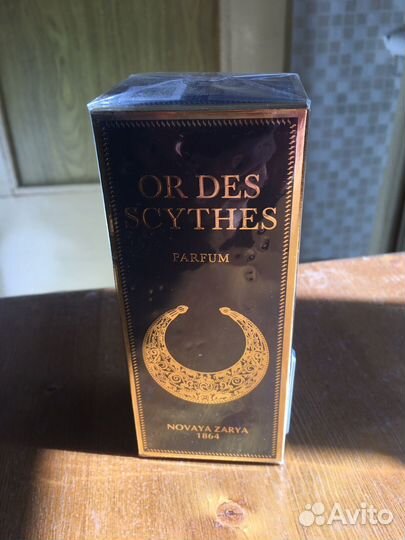 OR DES
SCYTHES
PARFUM
NOVAYA ZARYA
1864
Avito